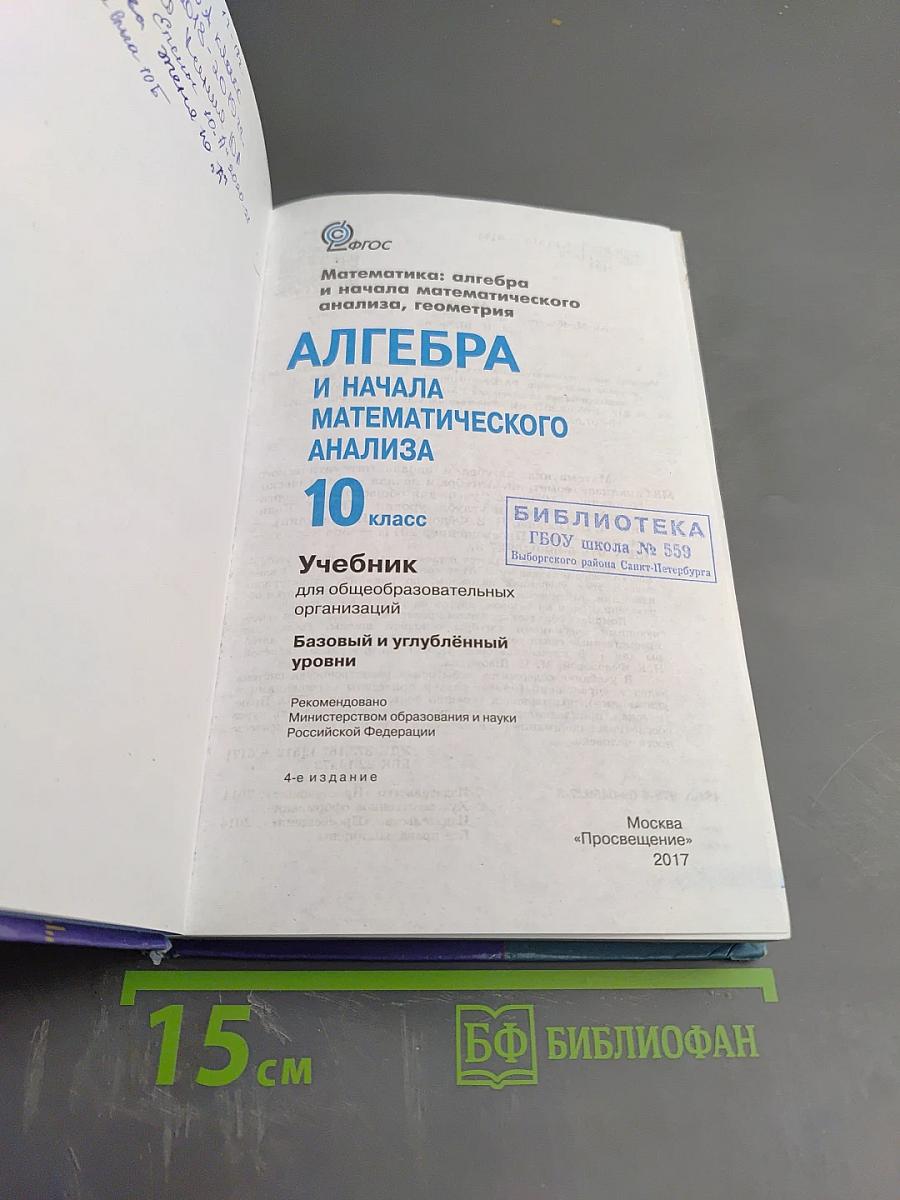 ФГОС
Математика: алгебра
и начала математического
анализа, геометрия
АЛГЕБРА
И НАЧАЛА
МАТЕМАТИЧЕСКОГО
АНАЛИЗА
10 класс
БИБЛИОТЕКА
ГБОУ школа № 559
Выборгского района Санкт-Петербурга
Учебник
для общеобразовательных
организаций
Базовый и углублённый
уровни
Рекомендовано
Министерством образования и науки
Российской Федерации
4-е издание
Москва
«Просвещение»
2017
15 см
БФ БИБЛИОФАН